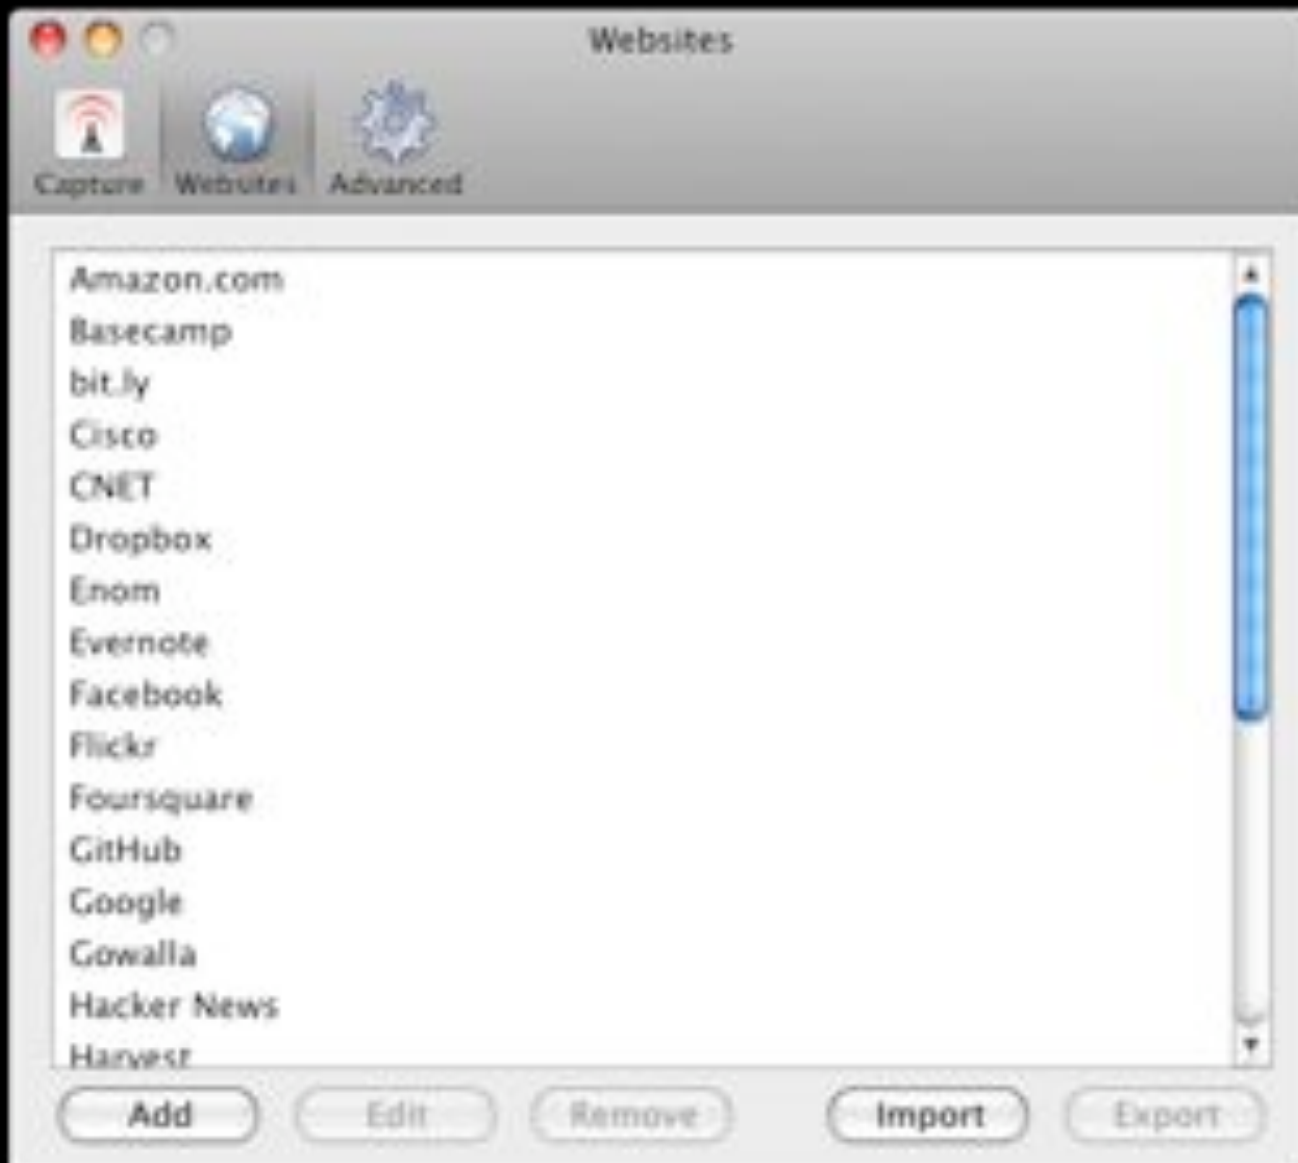 Websites
Capture Websites Advanced
Amazon.com
Basecamp
bit.ly
Cisco
CNET
Dropbox
Enom
Evernote
Facebook
Flickr
Foursquare
GitHub
Google
Gowalla
Hacker News
Harvest
Add Edit Remove Import Export